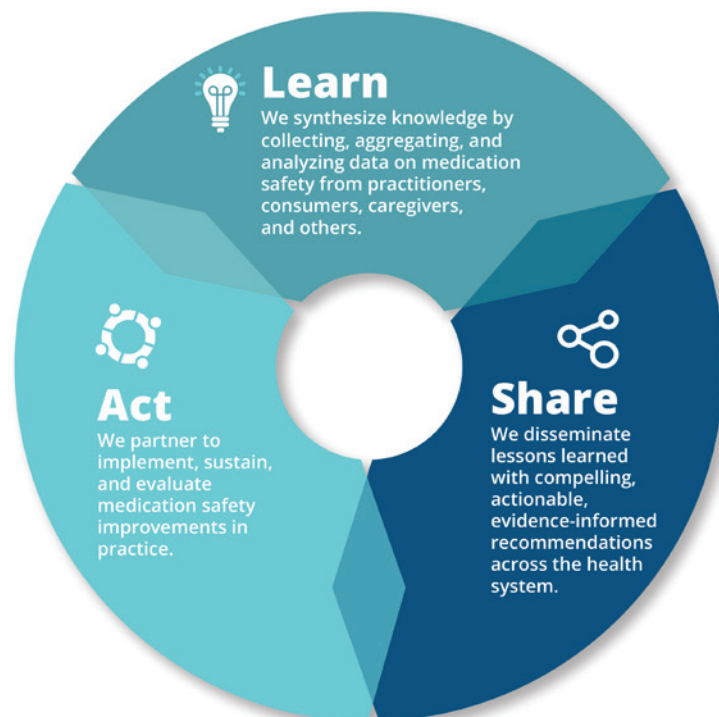 Learn
We synthesize knowledge by
collecting, aggregating, and
analyzing data on medication
safety from practitioners,
consumers, caregivers,
and others.
Act
We partner to
implement, sustain,
and evaluate
medication safety
improvements in
practice.
Share
We disseminate
lessons learned
with compelling,
actionable,
evidence-informed
recommendations
across the health
system.